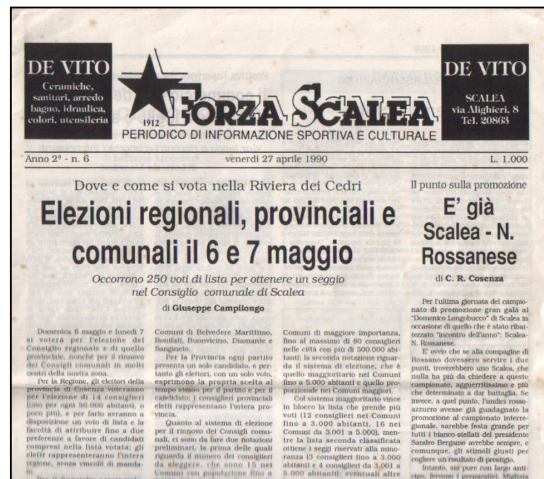 DE VITO
Ceramiche,
sanitari, arredo
bagno, idraulica,
colori, utensileria
1912
FORZA SCALEA
PERIODICO DI INFORMAZIONE SPORTIVA E CULTURALE
DE VITO
SCALEA
via Alighieri, 8
Tel. 20863
Anno 2° - n. 6
venerdì 27 aprile 1990
L. 1.000
Dove e come si vota nella Riviera dei Cedri
Elezioni regionali, provinciali e
comunali il 6 e 7 maggio
Occorrono 250 voti di lista per ottenere un seggio
nel Consiglio comunale di Scalea
di Giuseppe Campilongo
Domenica 6 maggio e lunedì 7
si voterà per l'elezione del
Consiglio regionale e di quello
provinciale, nonché per il rinnovo
dei Consigli comunali in molti
centri della nostra zona.
Per la Regione, gli elettori della
provincia di Cosenza voteranno
per l'elezione di 14 consiglieri
(uno per ogni 50.000 abitanti, o
poco più), e per farlo avranno a
disposizione un voto di lista e la
facoltà di attribuire fino a due
preferenze a favore di candidati
compresi nella lista votata; gli
eletti rappresenteranno l'intera
regione, senza vincoli di manda-
Comuni di Belvedere Marittimo,
Bonifati, Buonvicino, Diamante e
Sangineto.
Per la Provincia ogni partito
presenta un solo candidato, e per-
tanto gli elettori, con un solo voto,
esprimono la propria scelta al
tempo stesso per il partito e per il
candidato; i consiglieri provinciali
eletti rappresentano l'intera pro-
vincia.
Quanto al sistema di elezione
per il rinnovo dei Consigli comu-
nali, ci sono da fare due notazioni
preliminari, la prima delle quali
riguarda il numero dei consiglieri
da eleggere, che sono 15 nei
Comuni con popolazione fino a
Comuni di maggiore importanza,
fino al massimo di 80 consiglieri
nelle città con più di 500.000 abi-
tanti; la seconda notazione riguar-
da il sistema di elezione, che è
quello maggioritario nei Comuni
fino a 5.000 abitanti e quello pro-
porzionale nei Comuni maggiori.
Col sistema maggioritario vince
in blocco la lista che prende più
voti (12 consiglieri nei Comuni
fino a 3.000 abitanti, 16 nei
Comuni da 3.001 a 5.000), men-
tre la lista seconda classificata
ottiene i seggi riservati alla mino-
ranza (3 consiglieri fino a 3.000
abitanti e 4 consiglieri da 3.001 a
5.000 abitanti; eventuali altre
Il punto sulla promozione
E' già
Scalea - N.
Rossanese
di C. R. Cosenza
Per l'ultima giornata del campio-
nato di promozione gran gala al
"Domenico Longobucco" di Scalea in
occasione di quello che è stato ribat-
tezzato "incontro dell'anno": Scalea-
N. Rossanese.
E' ovvio che se alla compagine di
Rossano dovessero servire i due
punti, troverebbero uno Scalea, che
nulla ha più da chiedere a questo
campionato, agguerritissimo e più
che determinato a dar battaglia. Se
invece, a quel punto, l'undici rosso-
azzurro avesse già guadagnato la
promozione al campionato interre-
gionale, sarebbe festa grande per
tutti i bianco-stellati del presidente
Sandro Bergamo avrebbe sempre, e
comunque, gli stimoli giusti per
cogliere un risultato di prestigio.
Intanto, sia pure con largo anti-
cipo, fervono i preparativi. Migliaia